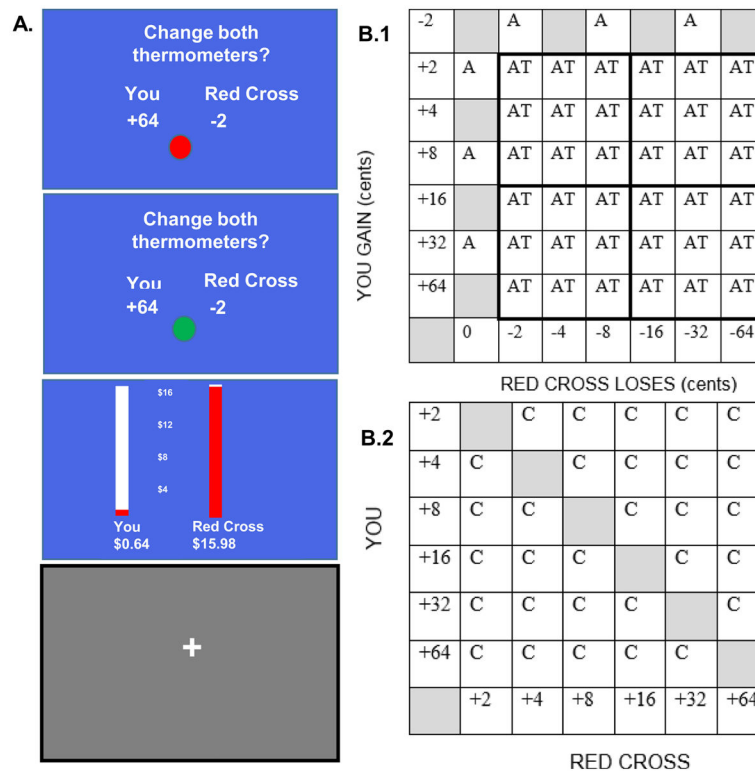 A.
Change both
thermometers?
You Red Cross
+64 -2
Change both
thermometers?
You Red Cross
+64 -2
$16
$12
$8
$4
You Red Cross
$0.64 $15.98
+
B.1
YOU GAIN (cents)
-2 A A A
+2 A AT AT AT AT AT AT
+4 AT AT AT AT AT AT
+8 A AT AT AT AT AT AT
+16 AT AT AT AT AT AT
+32 A AT AT AT AT AT AT
+64 AT AT AT AT AT AT
0 -2 -4 -8 -16 -32 -64
RED CROSS LOSES (cents)
B.2
YOU
+2 C C C C C
+4 C C C C C
+8 C C C C C
+16 C C C C C
+32 C C C C C
+64 C C C C C
+2 +4 +8 +16 +32 +64
RED CROSS